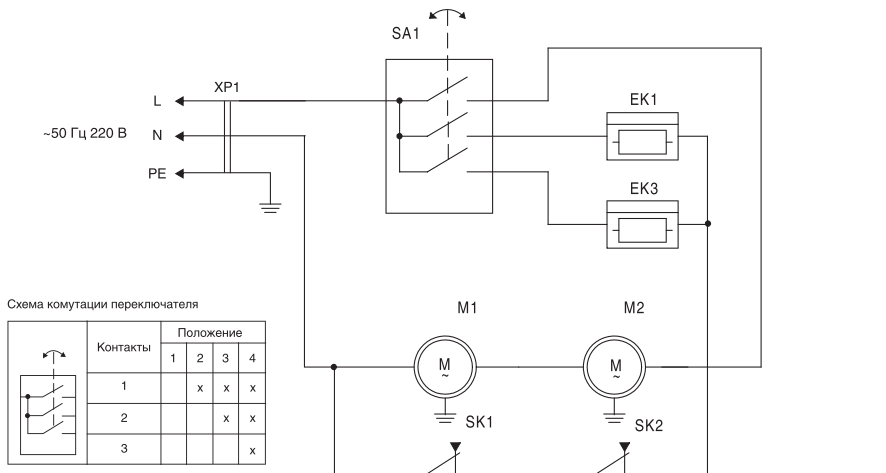 SA1
XP1
L
EK1
~50 Гц 220 В
N
PE
EK3
Схема комутации переключателя
M1
M2
Контакты
Положение
1 2 3 4
M
~
M
~
1 x x x
2 x x
3 x
SK1
SK2